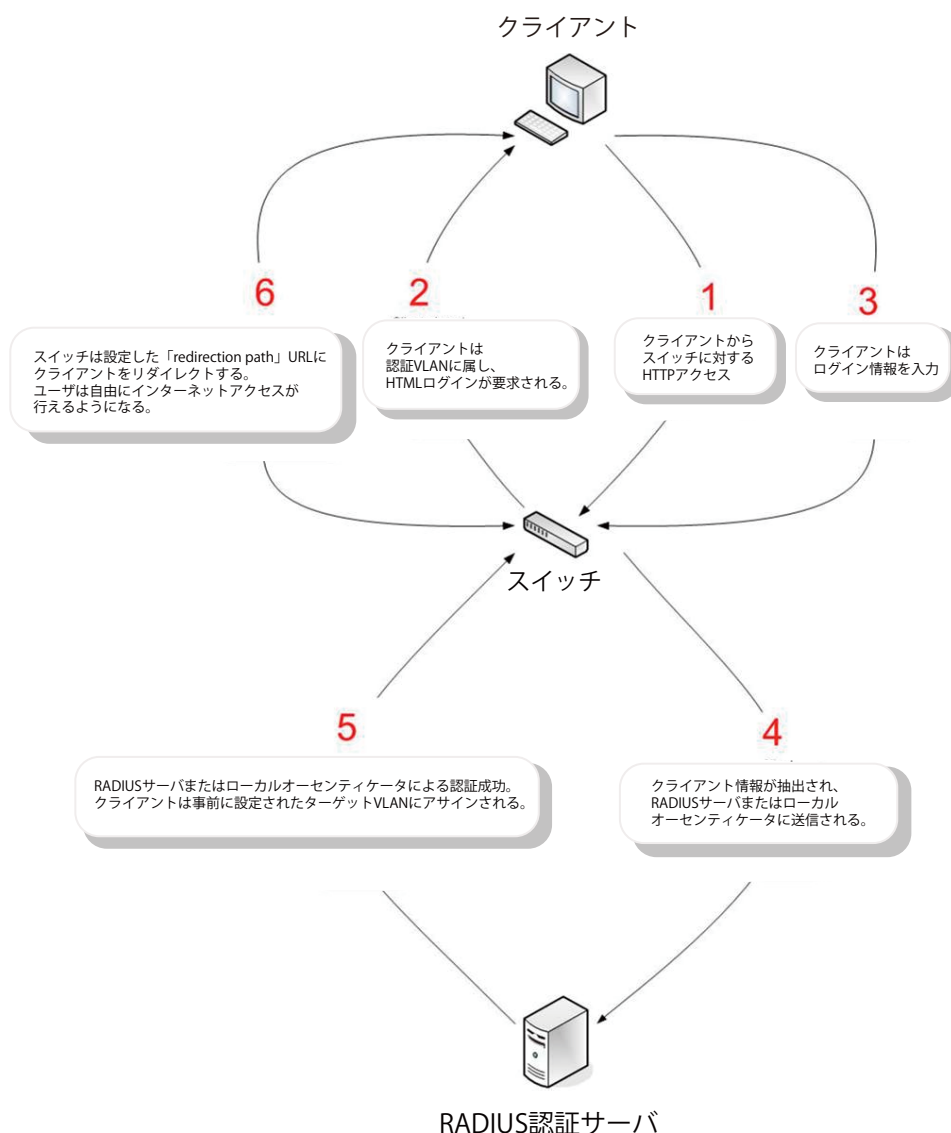 クライアント
6
2
1
3
スイッチは設定した「redirection path」URLに
クライアントをリダイレクトする。
ユーザは自由にインターネットアクセスが
行えるようになる。
クライアントは
認証VLANに属し、
HTMLログインが要求される。
クライアントから
スイッチに対する
HTTPアクセス
クライアントは
ログイン情報を入力
スイッチ
5
4
RADIUSサーバまたはローカルオーセンティケータによる認証成功。
クライアントは事前に設定されたターゲットVLANにアサインされる。
クライアント情報が抽出され、
RADIUSサーバまたはローカル
オーセンティケータに送信される。
RADIUS認証サーバ